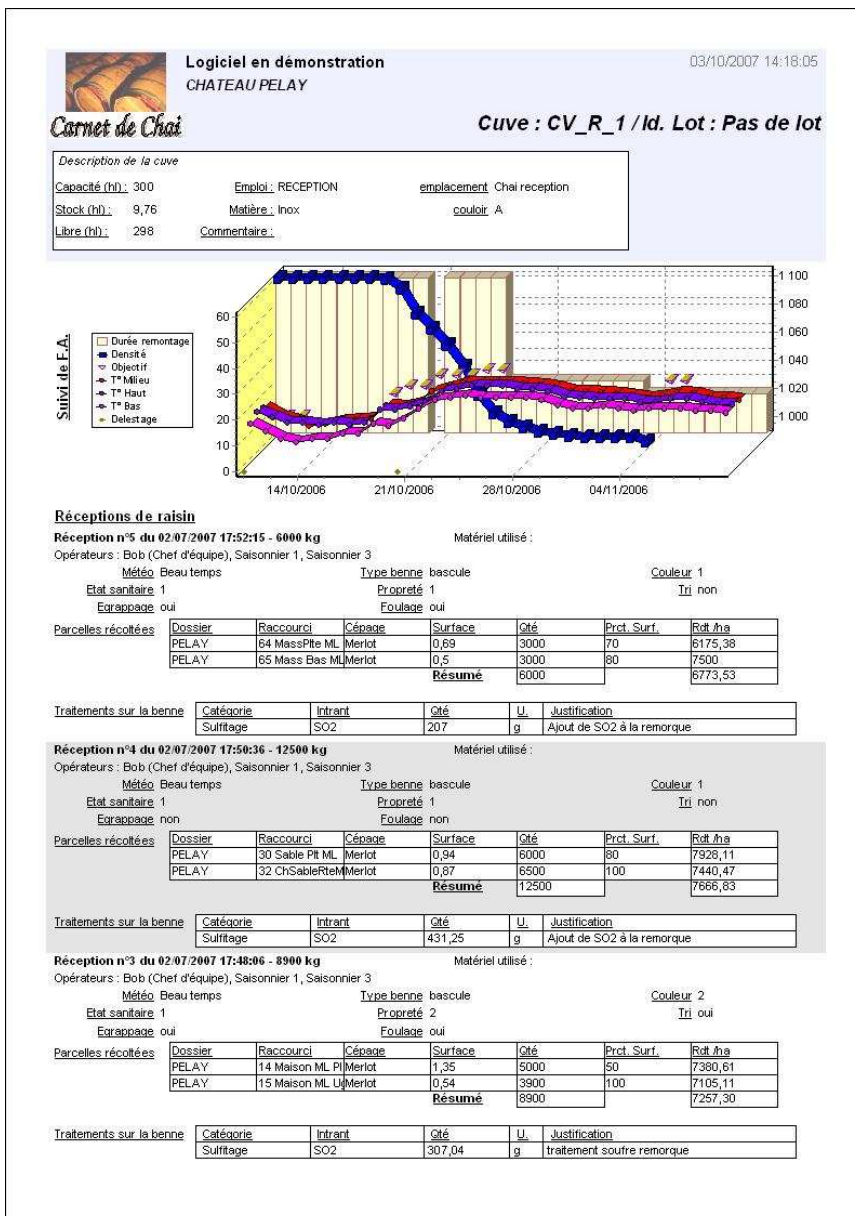 Logiciel en démonstration 03/10/2007 14:18:05
CHATEAU PELAY
Carnet de Chai
Cuve : CV_R_1 / Id. Lot : Pas de lot
Description de la cuve
Capacité (hl) : 300 Emploi : RECEPTION emplacement Chai reception
Stock (hl) : 9,76 Matière : Inox couloir A
Libre (hl) : 298 Commentaire :
Suivi de F.A.
Durée remontage
Densité
Objectif
T° Milieu
T° Haut
T° Bas
Delestage
60
50
40
30
20
10
0
1 100
1 080
1 060
1 040
1 020
1 000
14/10/2006 21/10/2006 28/10/2006 04/11/2006
Réceptions de raisin
Réception n°5 du 02/07/2007 17:52:15 - 6000 kg Matériel utilisé :
Opérateurs : Bob (Chef d'équipe), Saisonnier 1, Saisonnier 3
Météo Beau temps Type benne bascule Couleur 1
Etat sanitaire 1 Propreté 1 Tri non
Egrappage oui Foulage oui
Parcelles récoltées Dossier Raccourci Cépage Surface Qté Prct. Surf. Rdt /ha
PELAY 64 MassPlte ML Merlot 0,69 3000 70 6175,38
PELAY 65 Mass Bas ML Merlot 0,5 3000 80 7500
Résumé 6000 6773,53
Traitements sur la benne Catégorie Intrant Qté U. Justification
Sulfitage SO2 207 g Ajout de SO2 à la remorque
Réception n°4 du 02/07/2007 17:50:36 - 12500 kg Matériel utilisé :
Opérateurs : Bob (Chef d'équipe), Saisonnier 1, Saisonnier 3
Météo Beau temps Type benne bascule Couleur 1
Etat sanitaire 1 Propreté 1 Tri non
Egrappage non Foulage non
Parcelles récoltées Dossier Raccourci Cépage Surface Qté Prct. Surf. Rdt /ha
PELAY 30 Sable Plt ML Merlot 0,94 6000 80 7928,11
PELAY 32 ChSableRteM Merlot 0,87 6500 100 7440,47
Résumé 12500 7666,83
Traitements sur la benne Catégorie Intrant Qté U. Justification
Sulfitage SO2 431,25 g Ajout de SO2 à la remorque
Réception n°3 du 02/07/2007 17:48:06 - 8900 kg Matériel utilisé :
Opérateurs : Bob (Chef d'équipe), Saisonnier 1, Saisonnier 3
Météo Beau temps Type benne bascule Couleur 2
Etat sanitaire 1 Propreté 2 Tri oui
Egrappage oui Foulage oui
Parcelles récoltées Dossier Raccourci Cépage Surface Qté Prct. Surf. Rdt /ha
PELAY 14 Maison ML Pl Merlot 1,35 5000 50 7380,61
PELAY 15 Maison ML Merlot 0,54 3900 100 7105,11
Résumé 8900 7257,30
Traitements sur la benne Catégorie Intrant Qté U. Justification
Sulfitage SO2 307,04 g traitement soufre remorque